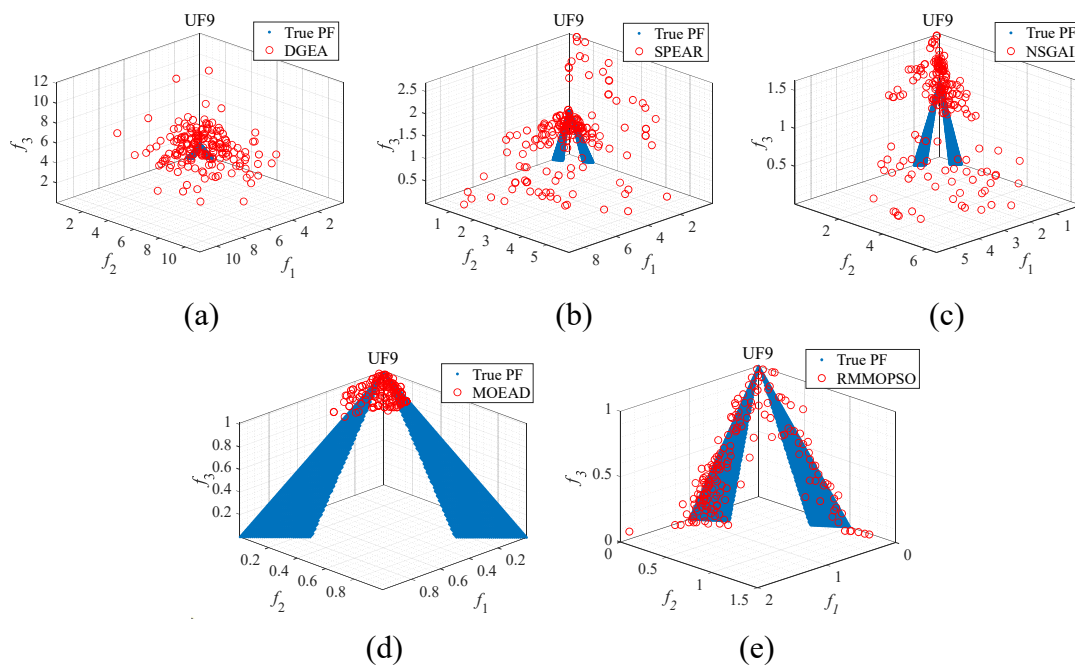 UF9
True PF
DGEA
12
10
8
6
4
2
f3
2
4
6
8
10
f2
10
8
6
4
2
f1
(a)
UF9
True PF
SPEAR
2.5
2
1.5
1
0.5
f3
1
2
3
4
5
f2
8
6
4
2
f1
(b)
UF9
True PF
NSGAII
1.5
1
0.5
f3
2
4
6
f2
5
4
3
2
1
f1
(c)
UF9
True PF
MOEAD
1
0.8
0.6
0.4
0.2
f3
0.2
0.4
0.6
0.8
f2
0.8
0.6
0.4
0.2
f1
(d)
UF9
True PF
RMMOPSO
1
0.5
0
f3
0
0.5
1
1.5
f2
2
1
0
f1
(e)